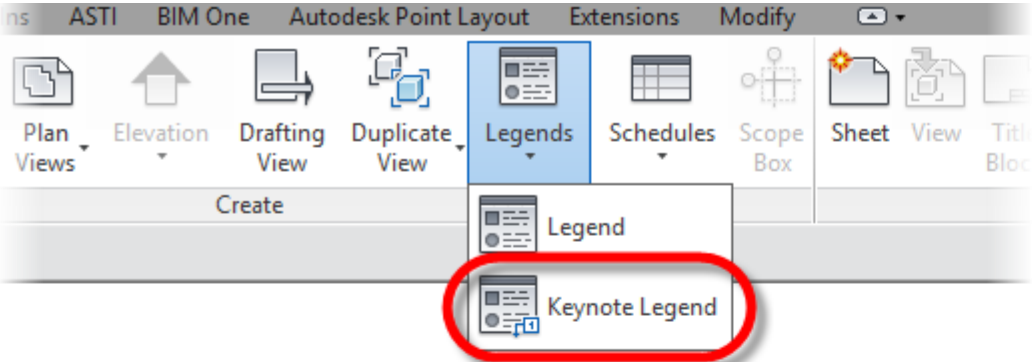 ASTI BIM One Autodesk Point Layout Extensions Modify
Plan Views
Elevation
Drafting View
Duplicate View
Legends
Schedules
Scope Box
Sheet
View
Create
Legend
Keynote Legend